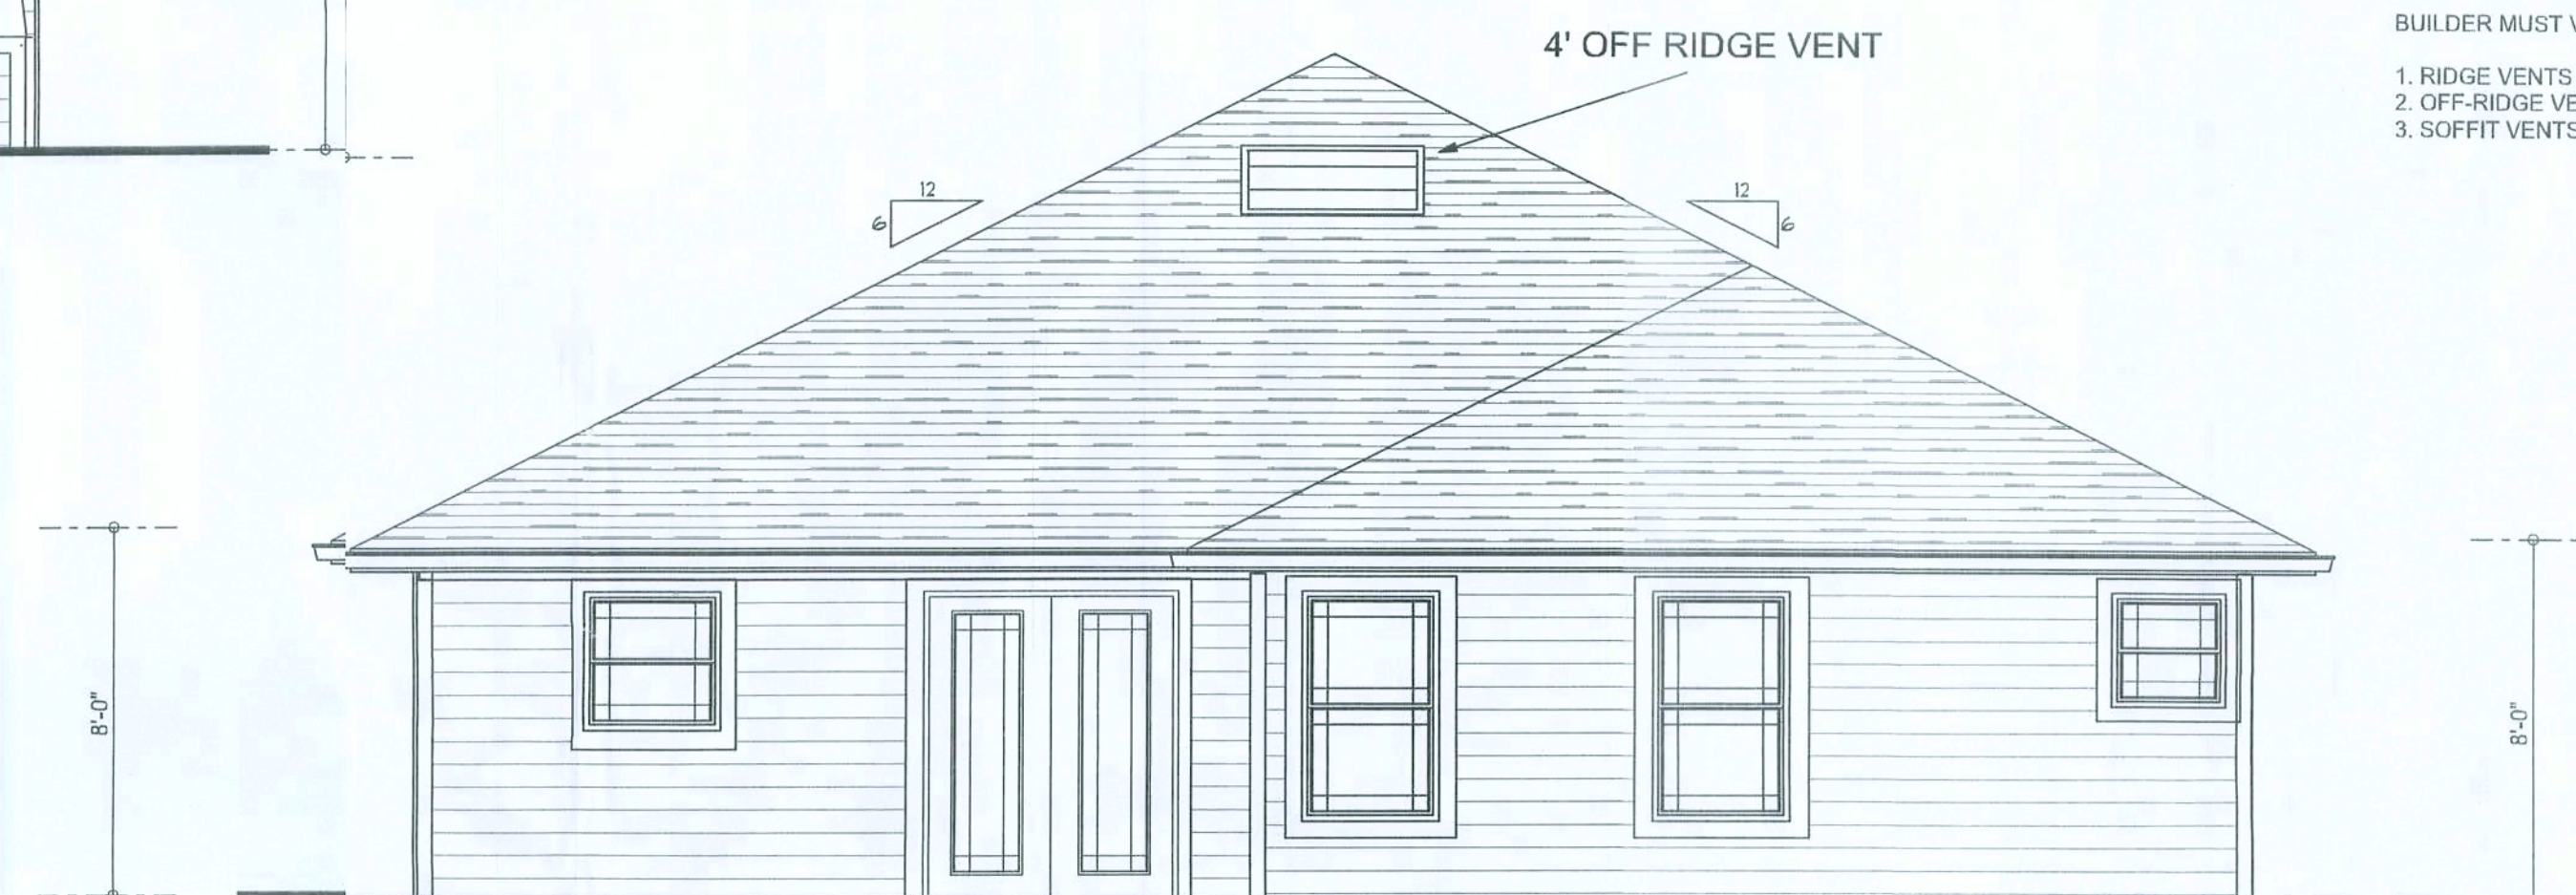 4' OFF RIDGE VENT
BUILDER MUST
1. RIDGE VENTS
2. OFF-RIDGE
3. SOFFIT VENTS
12
6
12
6
8'-0"
8'-0"